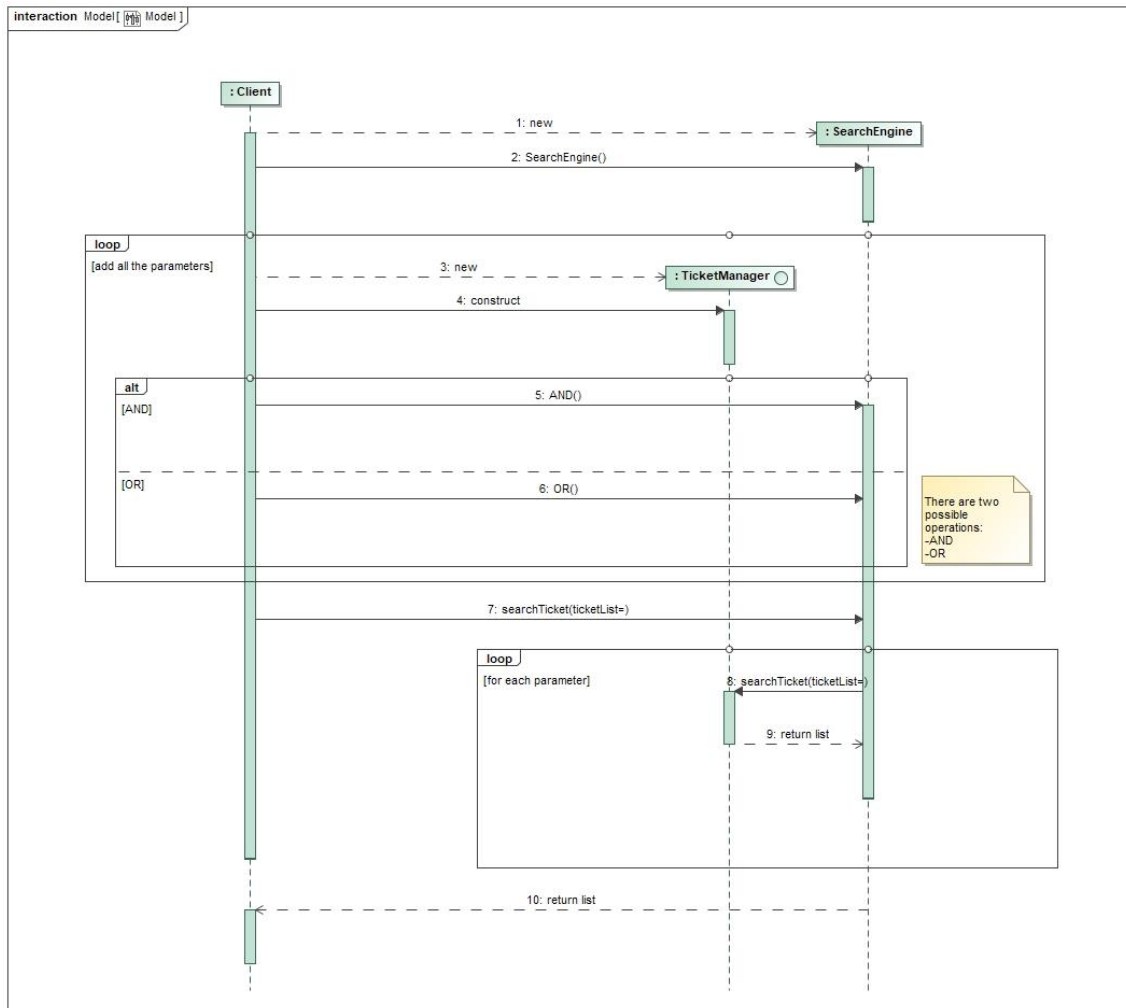 interaction Model[ Model ]
: Client
1: new
: SearchEngine
2: SearchEngine()
loop
[add all the parameters]
3: new
: TicketManager
4: construct
alt
[AND]
5: AND()
[OR]
6: OR()
There are two
possible
operations:
-AND
-OR
7: searchTicket(ticketList=)
loop
[for each parameter]
8: searchTicket(ticketList=)
9: return list
10: return list